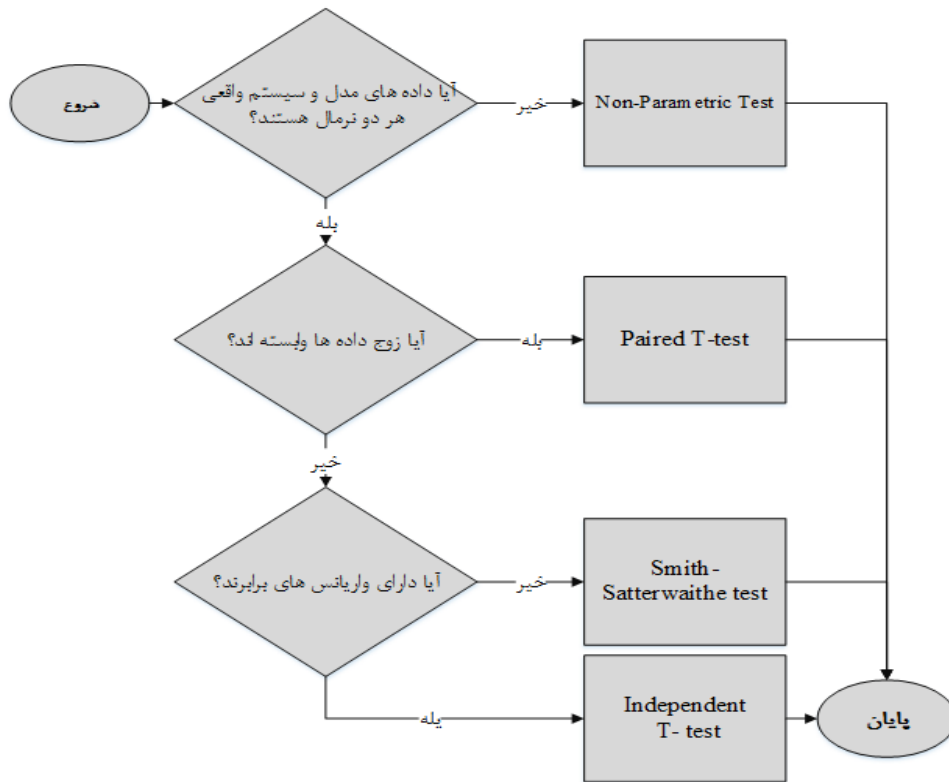 شروع
آیا داده های مدل و سیستم واقعی
هر دو نرمال هستند؟
خیر
Non-Parametric Test
بله
آیا زوج داده ها وابسته اند؟
بله
Paired T-test
خیر
آیا دارای واریانس های برابرند؟
خیر
Smith-
Satterwaithe test
بله
Independent
T- test
پایان